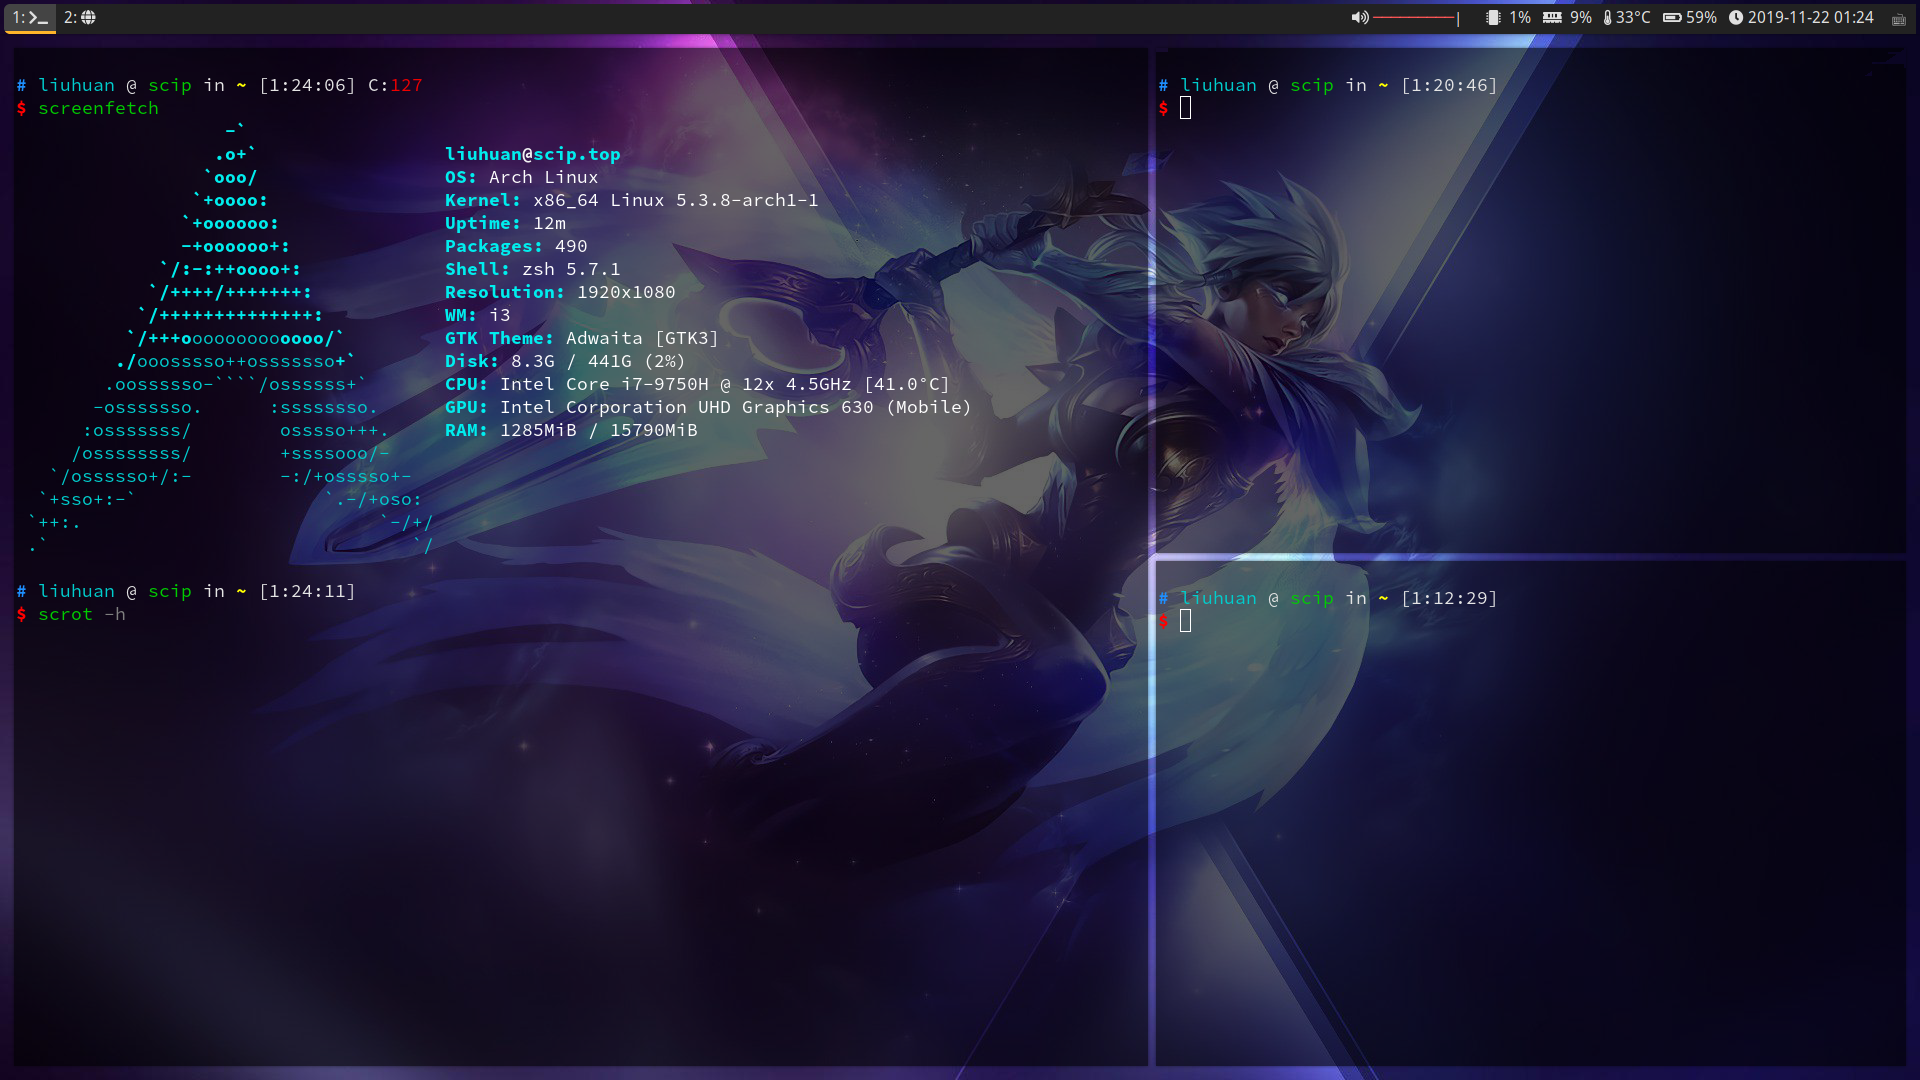 1: 2: 1% 9% 33°C 59% 2019-11-22 01:24
# liuhuan @ scip in ~ [1:24:06] C:127
$ screenfetch
-`
.o+`
`ooo/
`+oooo:
`+oooooo:
-+oooooo+:
`/:-:++oooo+:
`/++++/+++++++:
`/++++++++++++++:
`/+++ooooooooooooo/`
./ooosssso++osssssso+`
.oossssso-````/ossssss+`
-osssssso. :ssssssso.
:osssssss/ osssso+++.
/ossssssss/ +ssssooo/-
`/ossssso+/:- -:/+osssso+-
`+sso+:-` `.-/+oso:
`++:. `-/+/
.` `/
liuhuan@scip.top
OS: Arch Linux
Kernel: x86_64 Linux 5.3.8-arch1-1
Uptime: 12m
Packages: 490
Shell: zsh 5.7.1
Resolution: 1920x1080
WM: i3
GTK Theme: Adwaita [GTK3]
Disk: 8.3G / 441G (2%)
CPU: Intel Core i7-9750H @ 12x 4.5GHz [41.0°C]
GPU: Intel Corporation UHD Graphics 630 (Mobile)
RAM: 1285MiB / 15790MiB
# liuhuan @ scip in ~ [1:24:11]
$ scrot -h
# liuhuan @ scip in ~ [1:20:46]
$
# liuhuan @ scip in ~ [1:12:29]
$